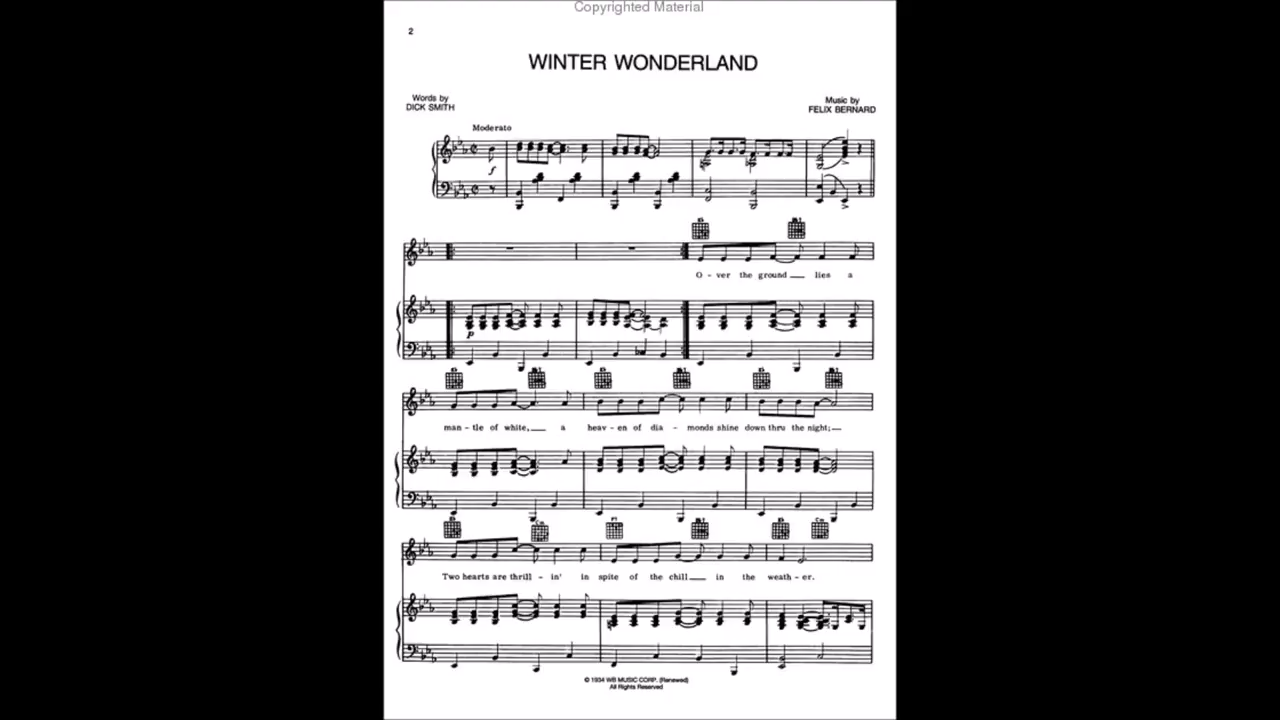 Copyrighted Material
2
WINTER WONDERLAND
Words by
DICK SMITH
Music by
FELIX BERNARD
Moderato
f
O - ver the ground lies a
p
man - tle of white, a heav - en of dia - monds shine down thru the night;
Two hearts are thrill - in' in spite of the chill in the weath - er.
© 1934 WB MUSIC CORP. (Renewed)
All Rights Reserved